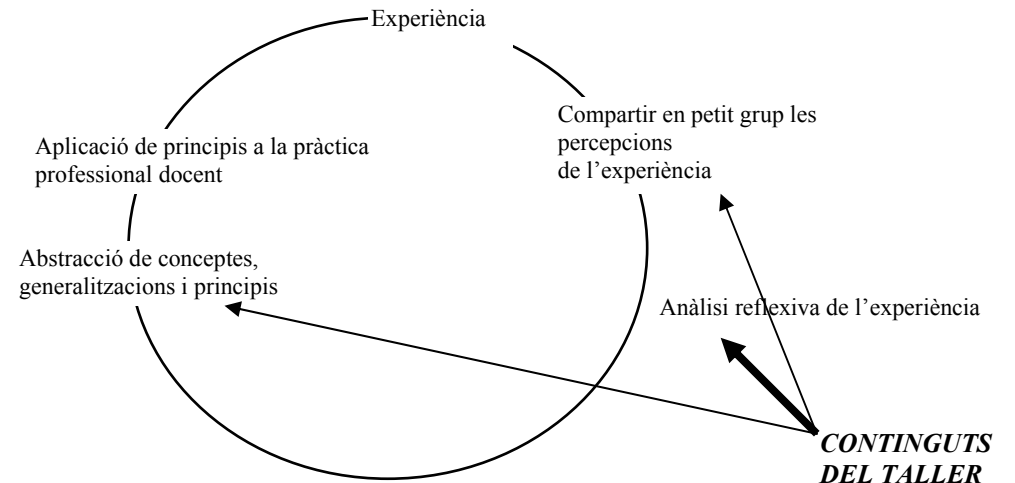 Experiència
Compartir en petit grup les
percepcions
de l’experiència
Aplicació de principis a la pràctica
professional docent
Abstracció de conceptes,
generalitzacions i principis
Anàlisi reflexiva de l’experiència
CONTINGUTS
DEL TALLER